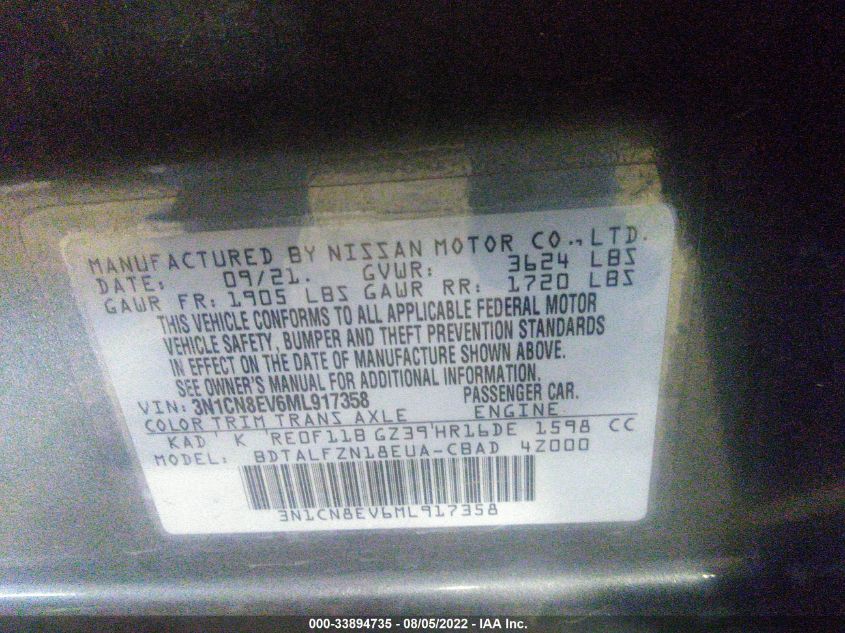 MANUFACTURED BY NISSAN MOTOR CO., LTD.
DATE: 09/21. GVWR: 3624 LBS
GAWR FR: 1905 LBS GAWR RR: 1720 LBS
THIS VEHICLE CONFORMS TO ALL APPLICABLE FEDERAL MOTOR
VEHICLE SAFETY, BUMPER AND THEFT PREVENTION STANDARDS
IN EFFECT ON THE DATE OF MANUFACTURE SHOWN ABOVE.
SEE OWNER'S MANUAL FOR ADDITIONAL INFORMATION.
VIN: 3N1CN8EV6ML917358 PASSENGER CAR.
COLOR TRIM TRANS AXLE ENGINE
KAD K RE0F11B GZ39 HR16DE 1598 CC
MODEL: BDTALFZN18EUA-CBAD 4Z000
3N1CN8EV6ML917358
000-33894735 - 08/05/2022 - IAA Inc.